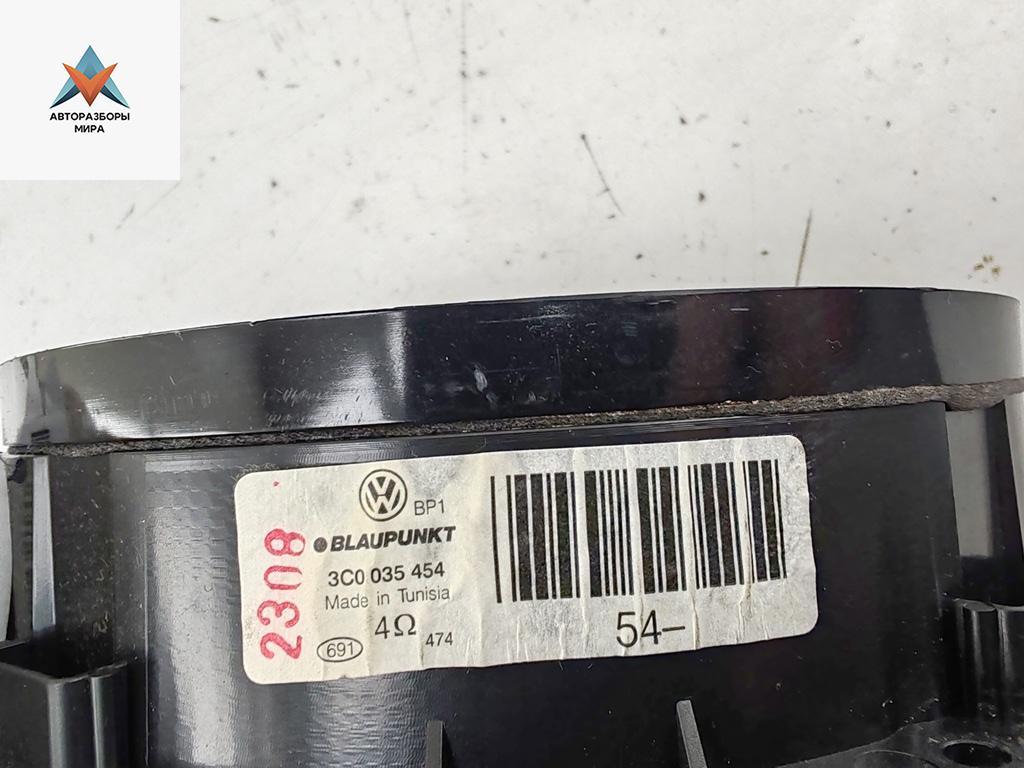 АВТОРАЗБОРЫ
МИРА
BP1
BLAUPUNKT
3C0 035 454
Made in Tunisia
4Ω
691
474
2308
54-